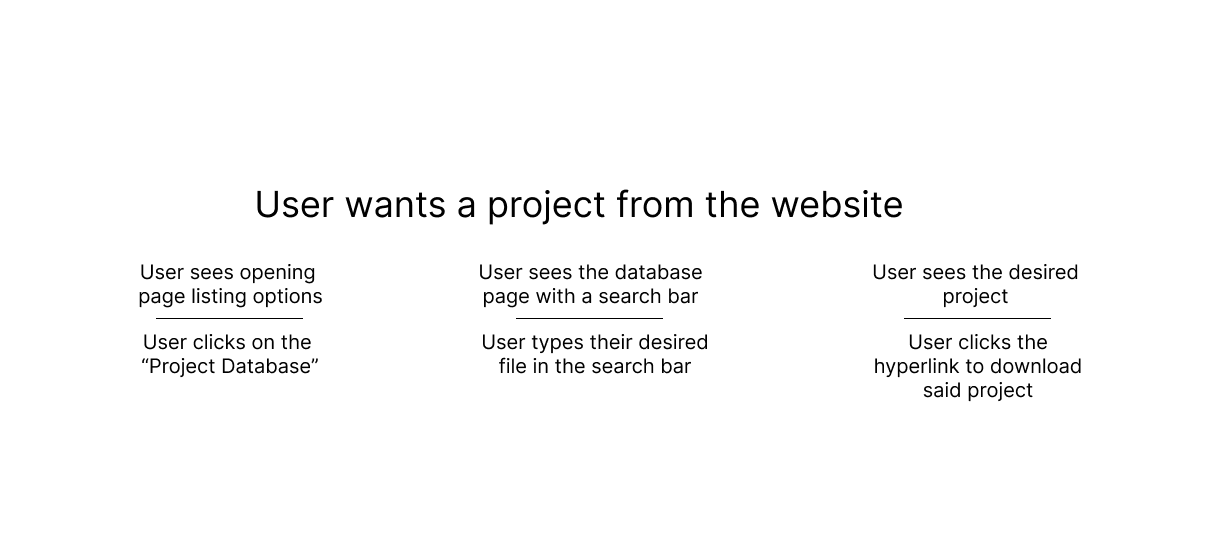 User wants a project from the website
User sees opening
page listing options
User clicks on the
“Project Database”
User sees the database
page with a search bar
User types their desired
file in the search bar
User sees the desired
project
User clicks the
hyperlink to download
said project